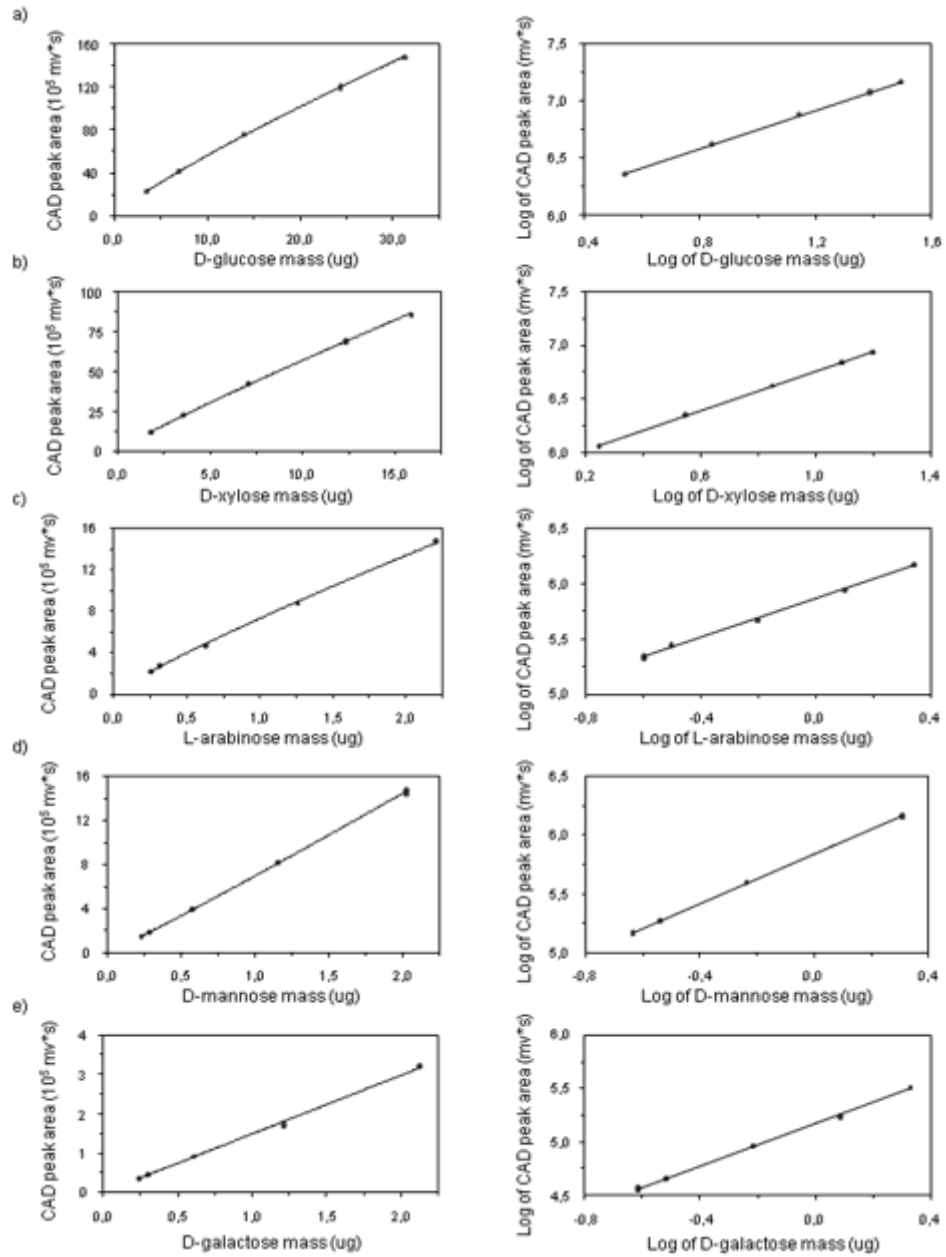 a)
CAD peak area (10⁵ mv*s)
160
120
80
40
0
0,0 10,0 20,0 30,0
D-glucose mass (ug)
Log of CAD peak area (mv*s)
7,5
7,0
6,5
6,0
0,4 0,8 1,2 1,6
Log of D-glucose mass (ug)
b)
CAD peak area (10⁵ mv*s)
100
75
50
25
0
0,0 5,0 10,0 15,0
D-xylose mass (ug)
Log of CAD peak area (mv*s)
7,5
7,0
6,5
6,0
0,2 0,6 1,0 1,4
Log of D-xylose mass (ug)
c)
CAD peak area (10⁵ mv*s)
16
12
8
4
0
0,0 0,5 1,0 1,5 2,0
L-arabinose mass (ug)
Log of CAD peak area (mv*s)
6,5
6,0
5,5
5,0
-0,8 -0,4 0,0 0,4
Log of L-arabinose mass (ug)
d)
CAD peak area (10⁵ mv*s)
16
12
8
4
0
0,0 0,5 1,0 1,5 2,0
D-mannose mass (ug)
Log of CAD peak area (mv*s)
6,5
6,0
5,5
5,0
-0,8 -0,4 0,0 0,4
Log of D-mannose mass (ug)
e)
CAD peak area (10⁵ mv*s)
4
3
2
1
0
0,0 0,5 1,0 1,5 2,0
D-galactose mass (ug)
Log of CAD peak area (mv*s)
6,0
5,5
5,0
4,5
-0,8 -0,4 0,0 0,4
Log of D-galactose mass (ug)